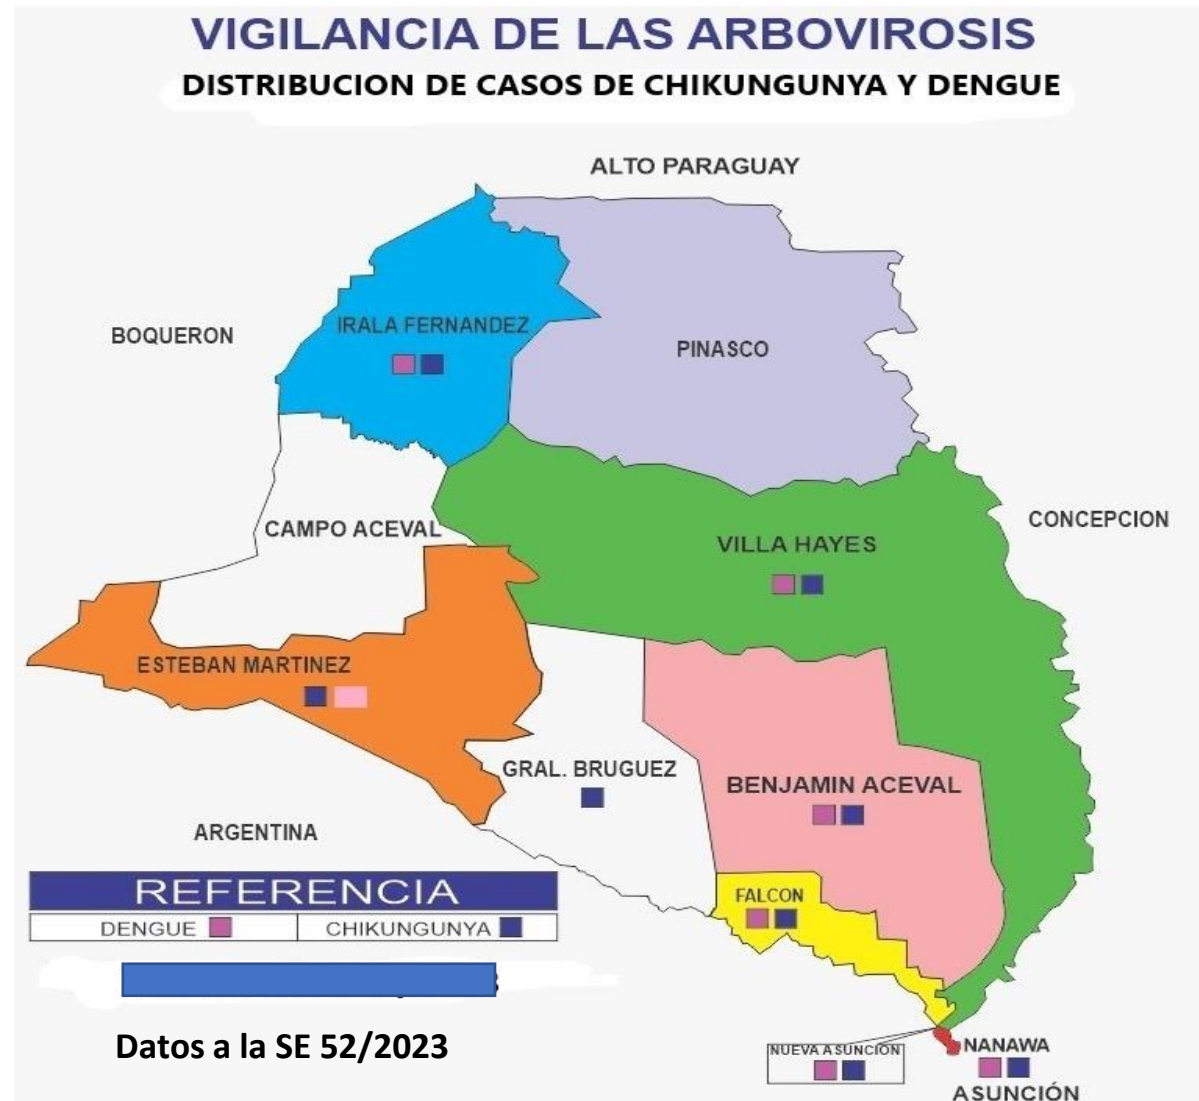 VIGILANCIA DE LAS ARBOVIROSIS
DISTRIBUCION DE CASOS DE CHIKUNGUNYA Y DENGUE
ALTO PARAGUAY
BOQUERON
IRALA FERNANDEZ
PINASCO
CAMPO ACEVAL
CONCEPCION
VILLA HAYES
ESTEBAN MARTINEZ
GRAL. BRUGUEZ
BENJAMIN ACEVAL
ARGENTINA
REFERENCIA
DENGUE
CHIKUNGUNYA
FALCON
Datos a la SE 52/2023
NUEVA ASUNCIÓN
NANAWA
ASUNCIÓN